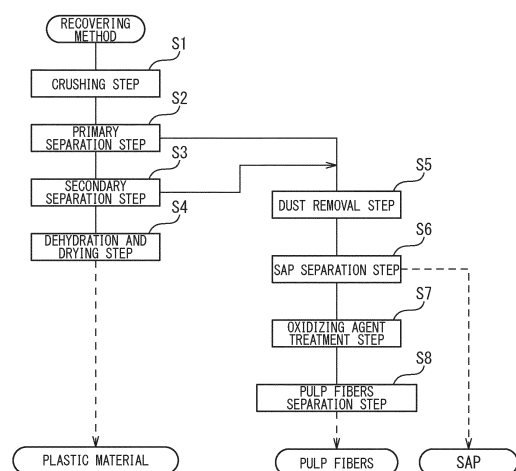 RECOVERING
METHOD
S1
CRUSHING STEP
S2
PRIMARY
SEPARATION STEP
S3
SECONDARY
SEPARATION STEP
S4
DEHYDRATION AND
DRYING STEP
S5
DUST REMOVAL STEP
S6
SAP SEPARATION STEP
S7
OXIDIZING AGENT
TREATMENT STEP
S8
PULP FIBERS
SEPARATION STEP
PLASTIC MATERIAL
PULP FIBERS
SAP